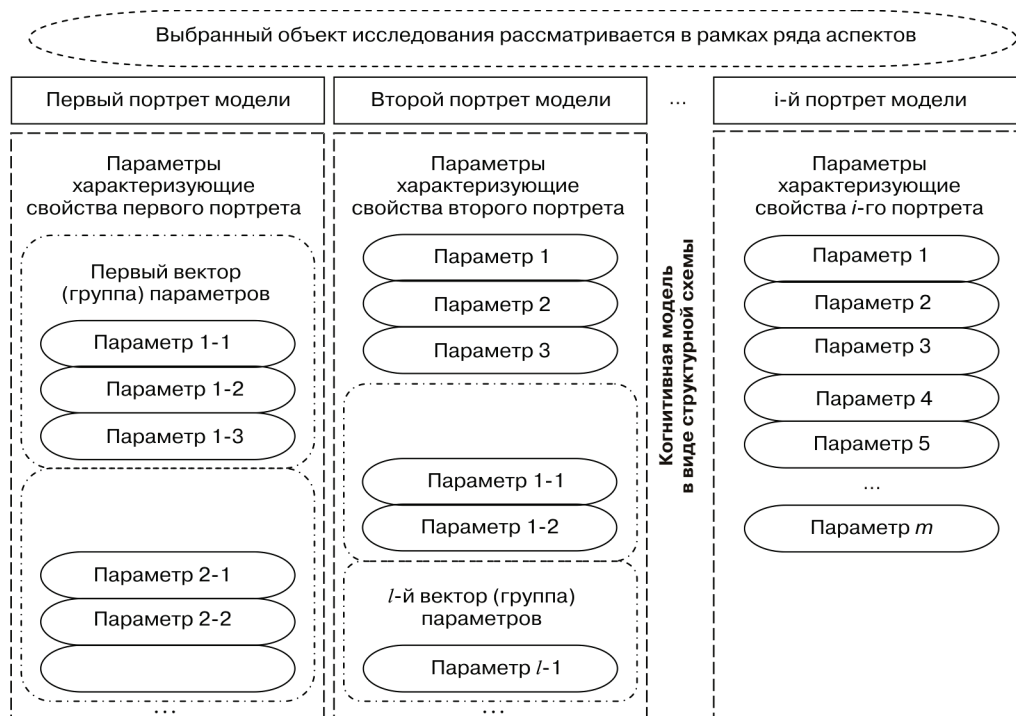 Выбранный объект исследования рассматривается в рамках ряда аспектов
Первый портрет модели
Параметры
характеризующие
свойства первого портрета
Первый вектор
(группа) параметров
Параметр 1-1
Параметр 1-2
Параметр 1-3
Параметр 2-1
Параметр 2-2
...
Второй портрет модели
Параметры
характеризующие
свойства второго портрета
Параметр 1
Параметр 2
Параметр 3
Параметр 1-1
Параметр 1-2
l-й вектор (группа)
параметров
Параметр l-1
...
...
Когнитивная модель
в виде структурной схемы
i-й портрет модели
Параметры
характеризующие
свойства i-го портрета
Параметр 1
Параметр 2
Параметр 3
Параметр 4
Параметр 5
...
Параметр m